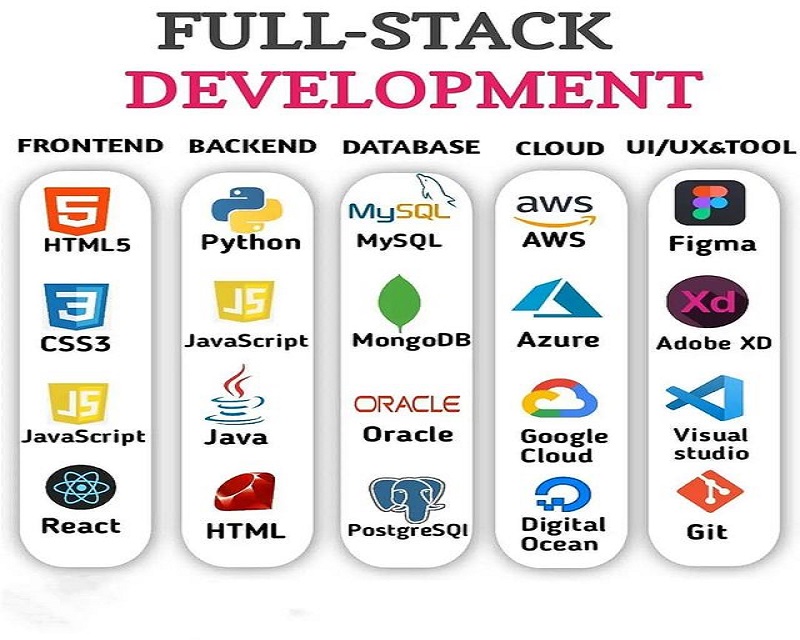 FULL-STACK
DEVELOPMENT
FRONTEND BACKEND DATABASE CLOUD UI/UX&TOOL
5
HTML5
3
CSS3
JS
JavaScript
React
Python
JS
JavaScript
Java
HTML
MySQL
MySQL
MongoDB
ORACLE
Oracle
PostgreSQl
aws
AWS
Azure
Google
Cloud
Digital
Ocean
Figma
Xd
Adobe XD
Visual
studio
Git